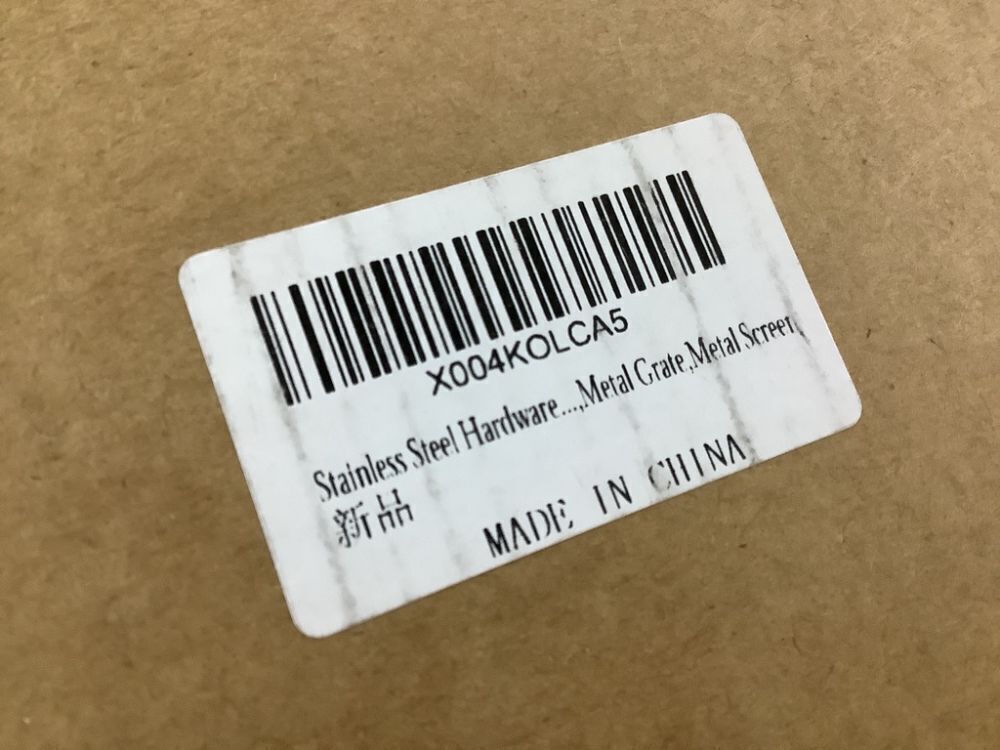 X004KOLCA5
Stainless Steel Hardware...,Metal Grate,Metal Screen
新品
MADE IN CHINA